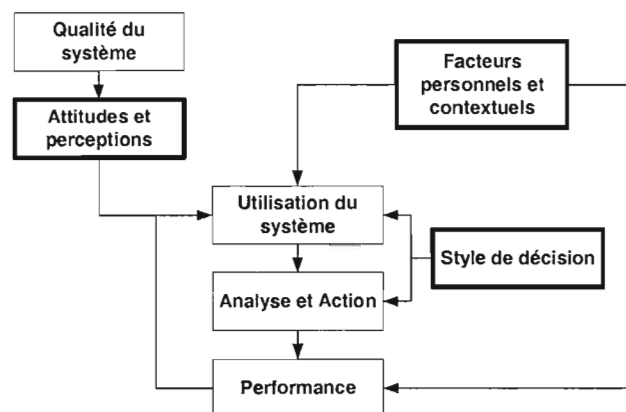 Qualité du
système
Facteurs
personnels et
contextuels
Attitudes et
perceptions
Utilisation du
système
Style de décision
Analyse et Action
Performance